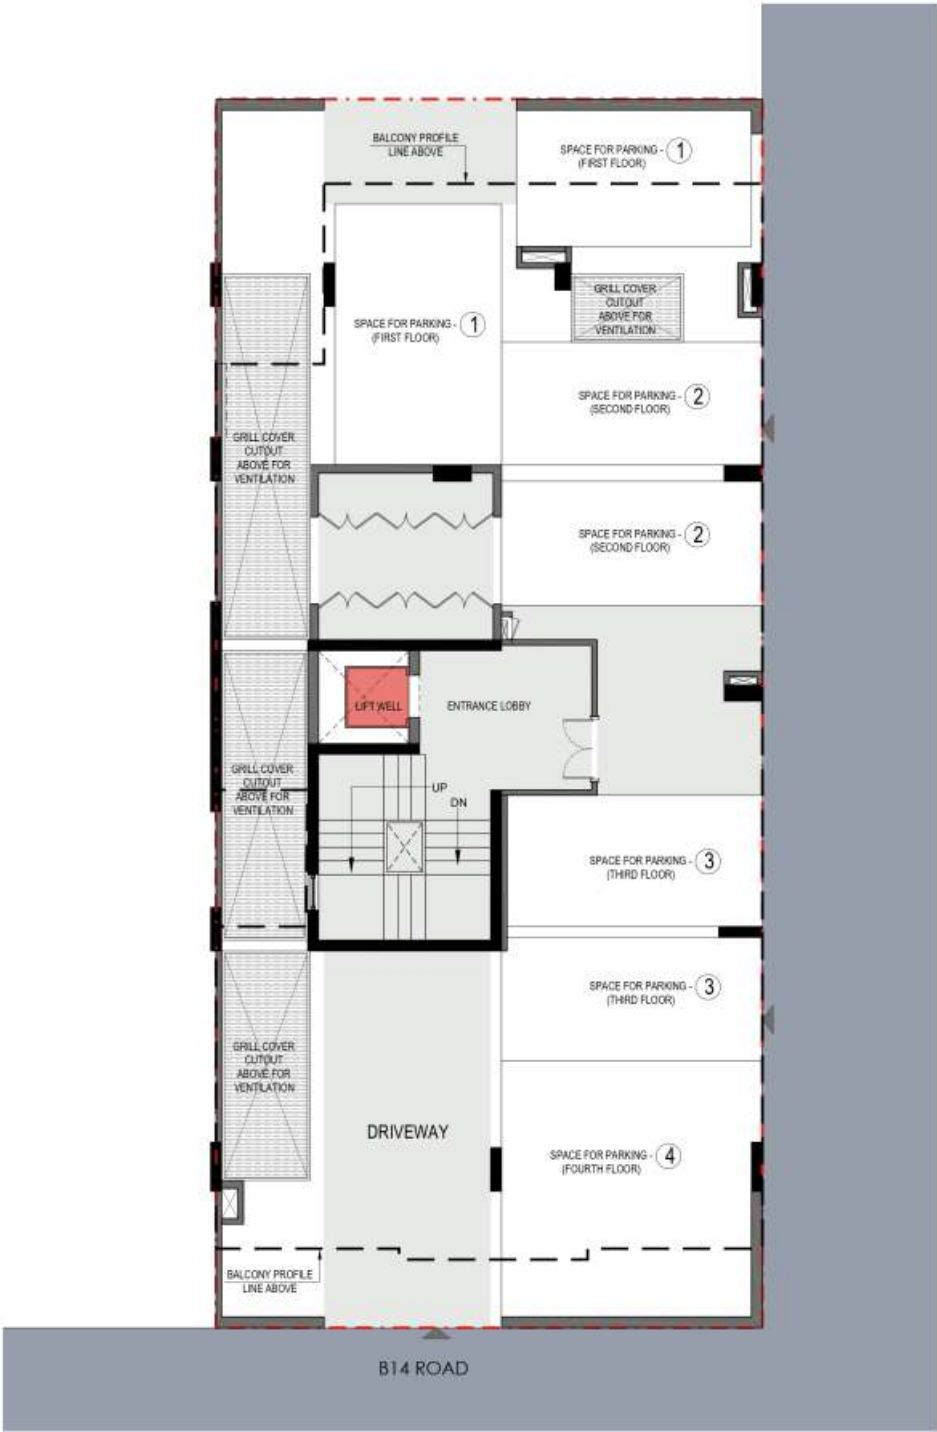 BALCONY PROFILE
LINE ABOVE
SPACE FOR PARKING - 1
(FIRST FLOOR)
GRILL COVER
CUTOUT
ABOVE FOR
VENTILATION
SPACE FOR PARKING - 1
(FIRST FLOOR)
SPACE FOR PARKING - 2
(SECOND FLOOR)
GRILL COVER
CUTOUT
ABOVE FOR
VENTILATION
SPACE FOR PARKING - 2
(SECOND FLOOR)
LIFT WELL
ENTRANCE LOBBY
GRILL COVER
CUTOUT
ABOVE FOR
VENTILATION
UP
DN
SPACE FOR PARKING - 3
(THIRD FLOOR)
SPACE FOR PARKING - 3
(THIRD FLOOR)
GRILL COVER
CUTOUT
ABOVE FOR
VENTILATION
DRIVEWAY
SPACE FOR PARKING - 4
(FOURTH FLOOR)
BALCONY PROFILE
LINE ABOVE
B14 ROAD